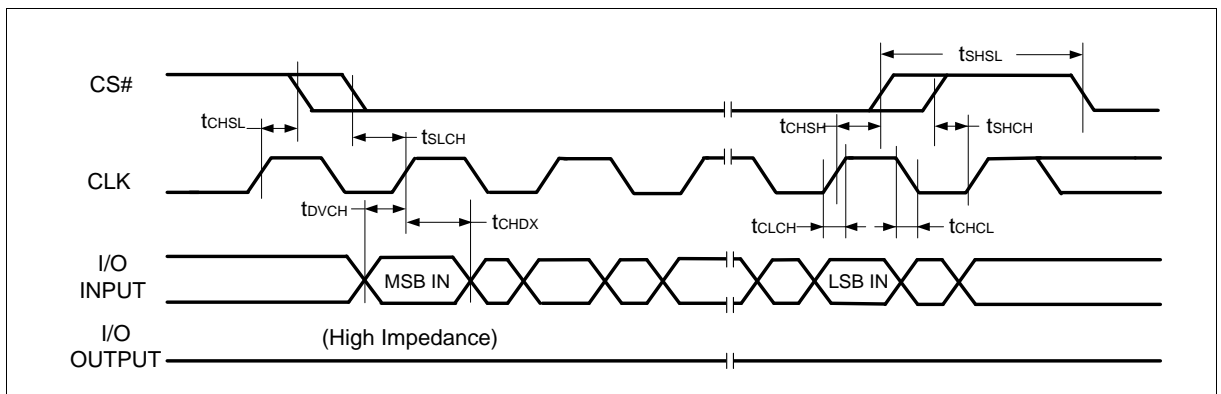 tSHSL
CS#
tCHSL
tSLCH
tCHSH
tSHCH
CLK
tDVCH
tCHDX
tCLCH
tCHCL
I/O
INPUT
MSB IN
LSB IN
I/O
OUTPUT
(High Impedance)